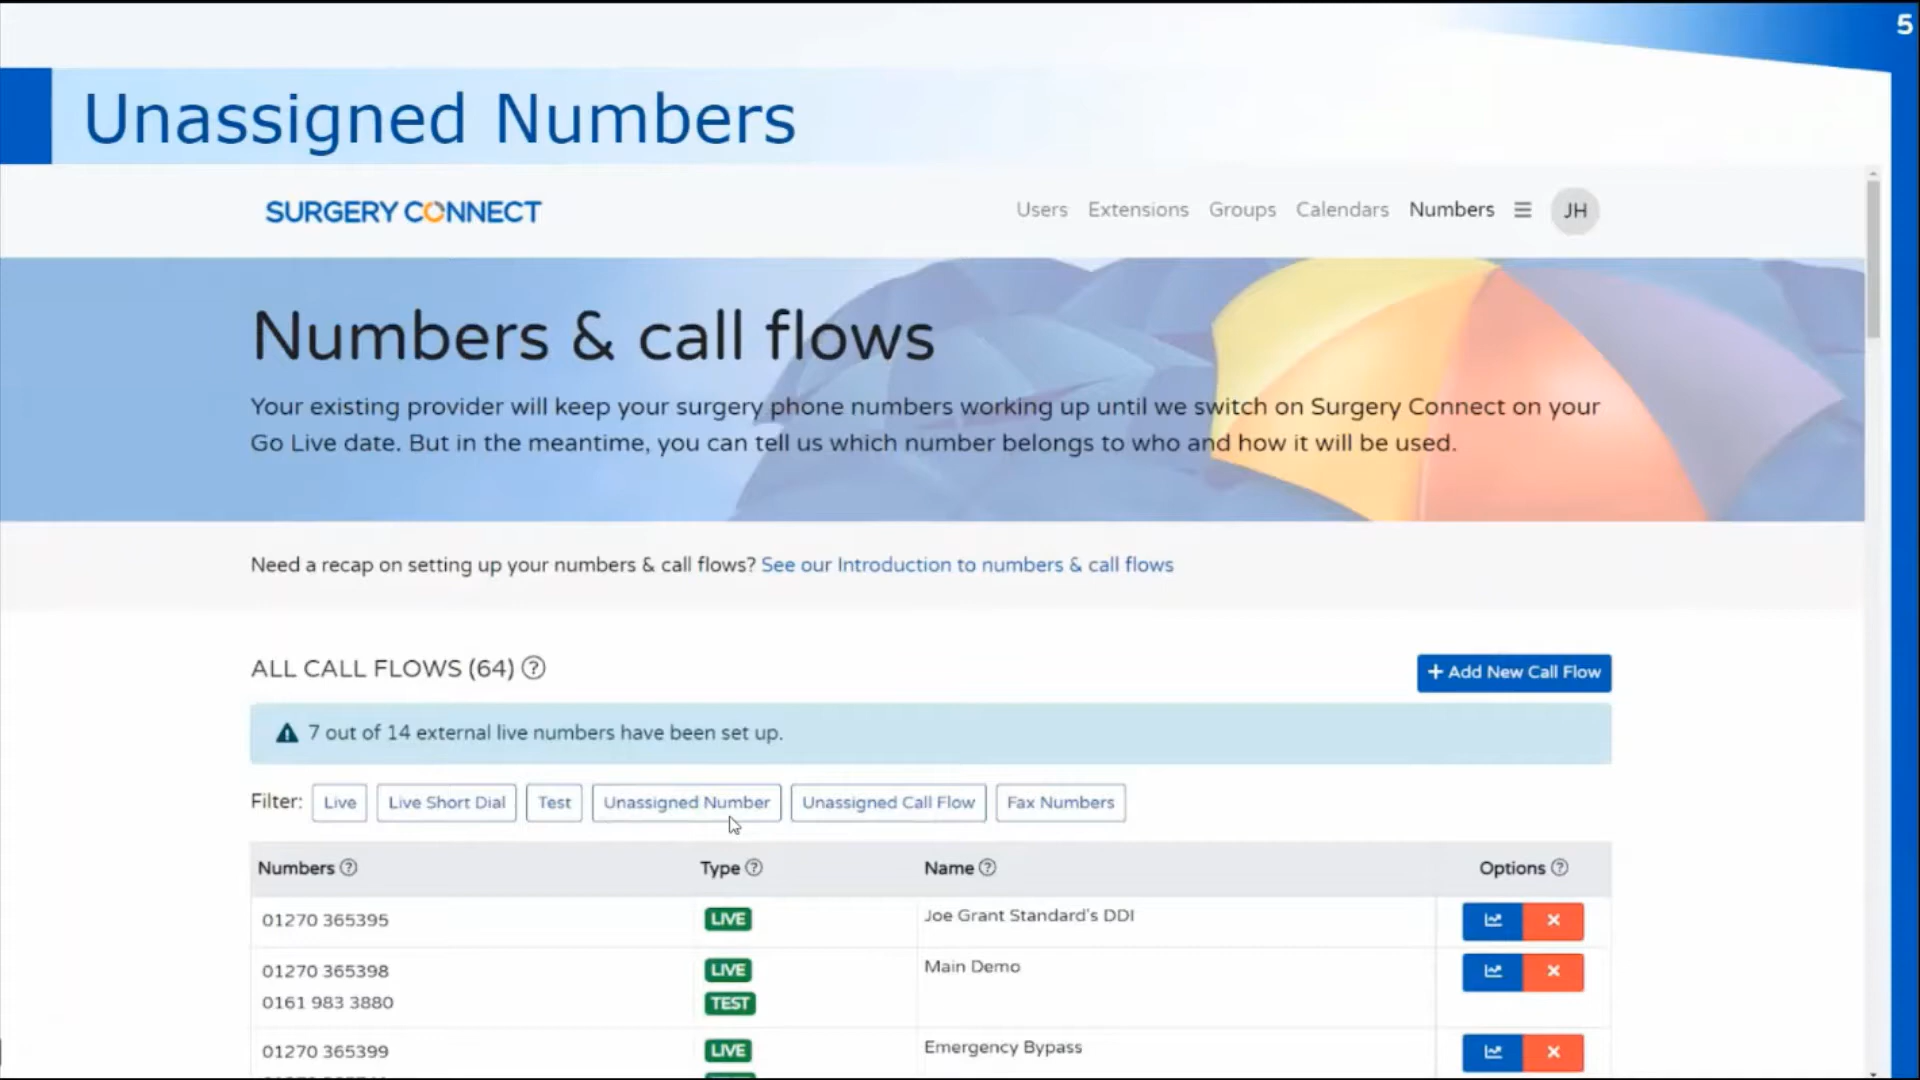 5
Unassigned Numbers
SURGERY CONNECT
Users Extensions Groups Calendars Numbers JH
Numbers & call flows
Your existing provider will keep your surgery phone numbers working up until we switch on Surgery Connect on your
Go Live date. But in the meantime, you can tell us which number belongs to who and how it will be used.
Need a recap on setting up your numbers & call flows? See our Introduction to numbers & call flows
ALL CALL FLOWS (64) ?
+ Add New Call Flow
7 out of 14 external live numbers have been set up.
Filter: Live Live Short Dial Test Unassigned Number Unassigned Call Flow Fax Numbers
Numbers ? Type ? Name ? Options ?
01270 365395 LIVE Joe Grant Standard's DDI
01270 365398 LIVE Main Demo
0161 983 3880 TEST
01270 365399 LIVE Emergency Bypass